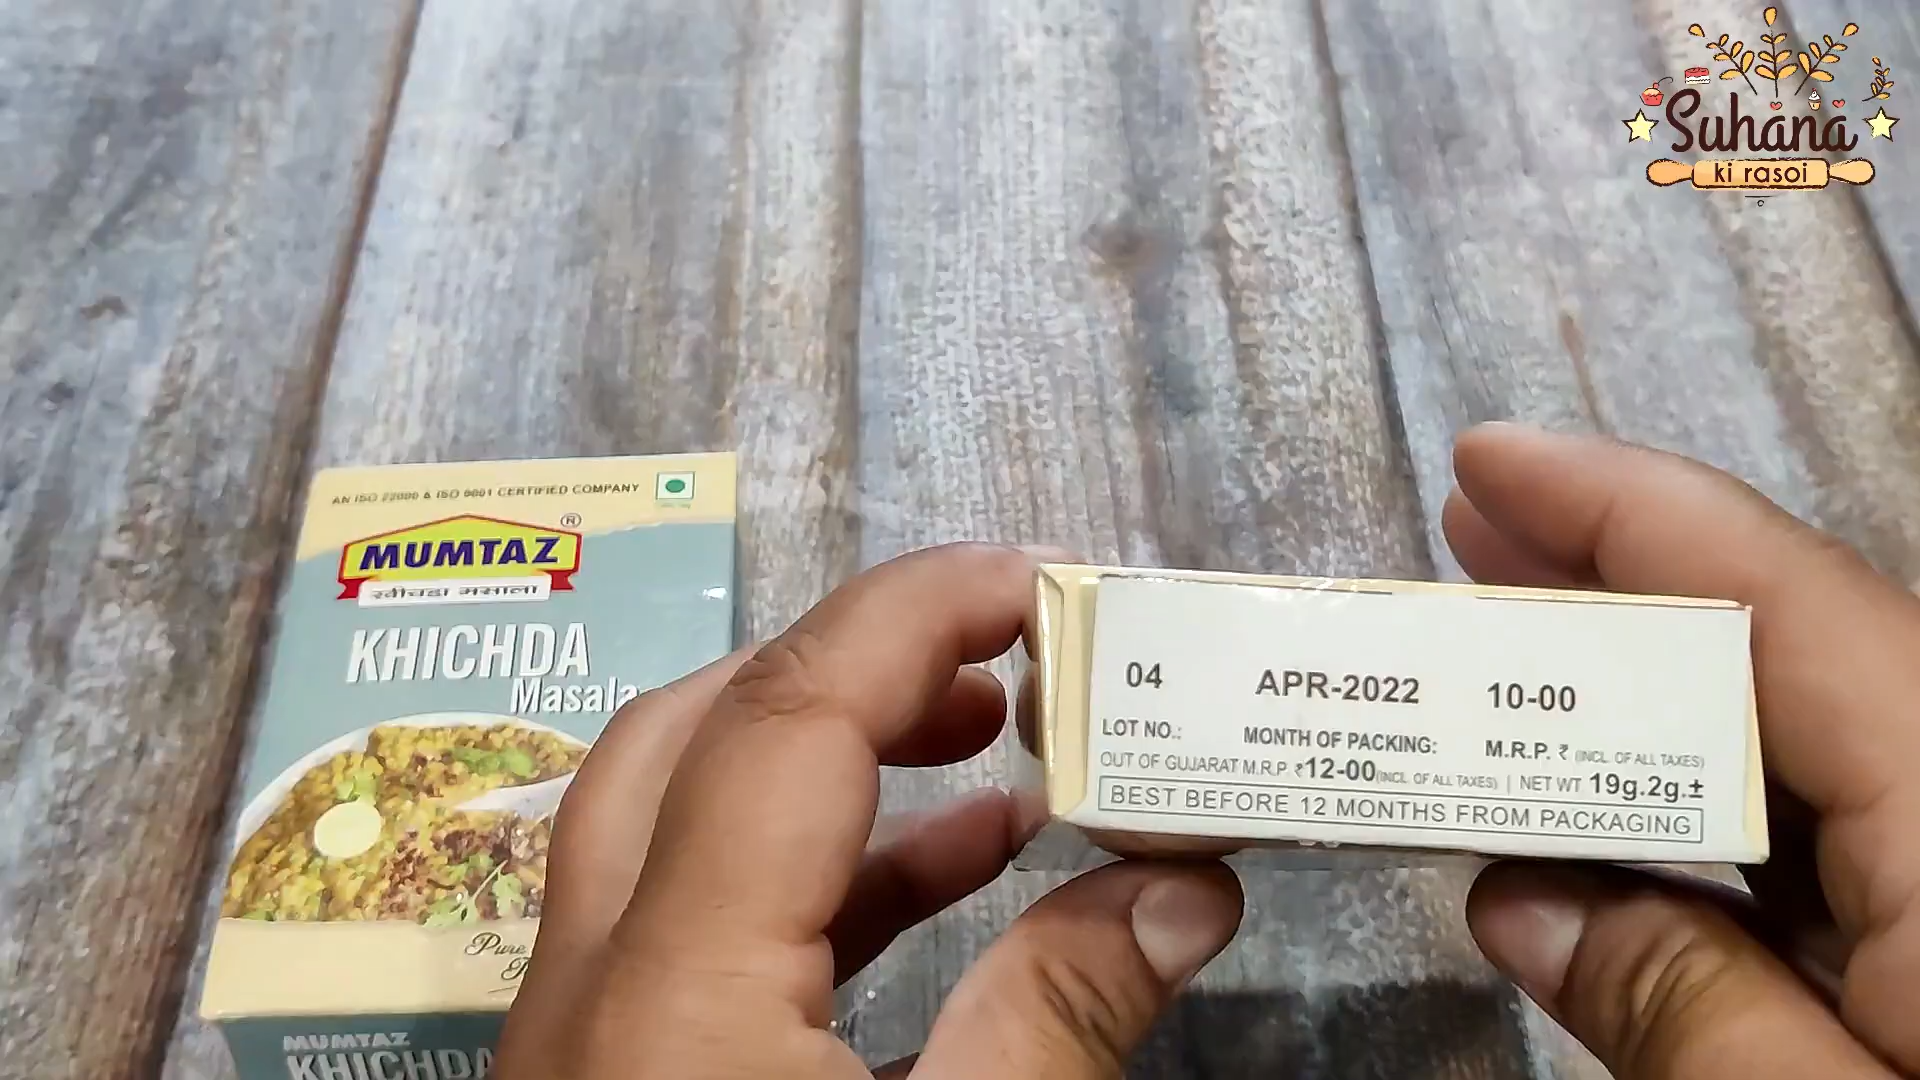 Suhana
ki rasoi
AN ISO 22000 & ISO 9001 CERTIFIED COMPANY
MUMTAZ ®
खीचडा मसाला
KHICHDA
Masala
Pure
MUMTAZ
KHICHDA
04 APR-2022 10-00
LOT NO.: MONTH OF PACKING: M.R.P. ₹ (INCL. OF ALL TAXES)
OUT OF GUJARAT M.R.P. ₹12-00 (INCL. OF ALL TAXES) | NET WT. 19g.2g.±
BEST BEFORE 12 MONTHS FROM PACKAGING